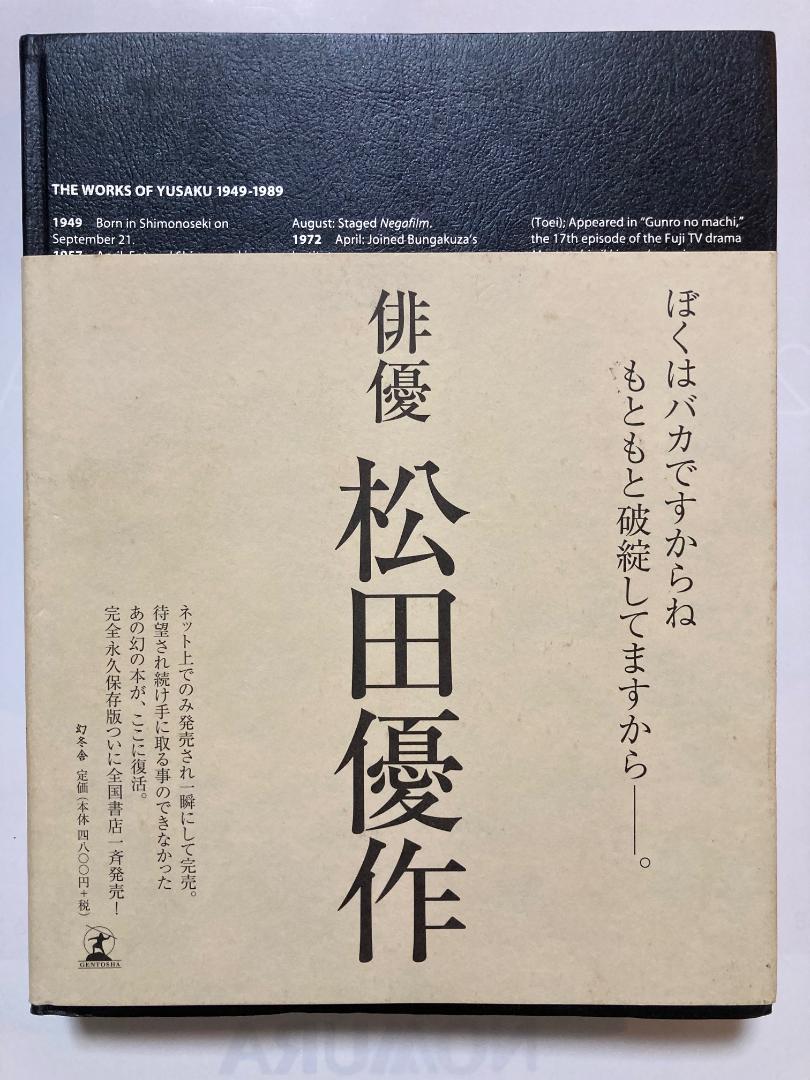 THE WORKS OF YUSAKU 1949-1989
1949 Born in Shimonoseki on
September 21.
August: Staged Negafilm.
1972 April: Joined Bungakuza's
(Toei); Appeared in "Gunro no machi,"
the 17th episode of the Fuji TV drama
ぼくはバカですからね
もともと破綻してますから――。
俳優 松田優作
ネット上でのみ発売され一瞬にして完売。
待望され続け手に取る事のできなかった
あの幻の本が、ここに復活。
完全永久保存版ついに全国書店一斉発売!
幻冬舎 定価(本体四八〇〇円+税)
GENTOSHA